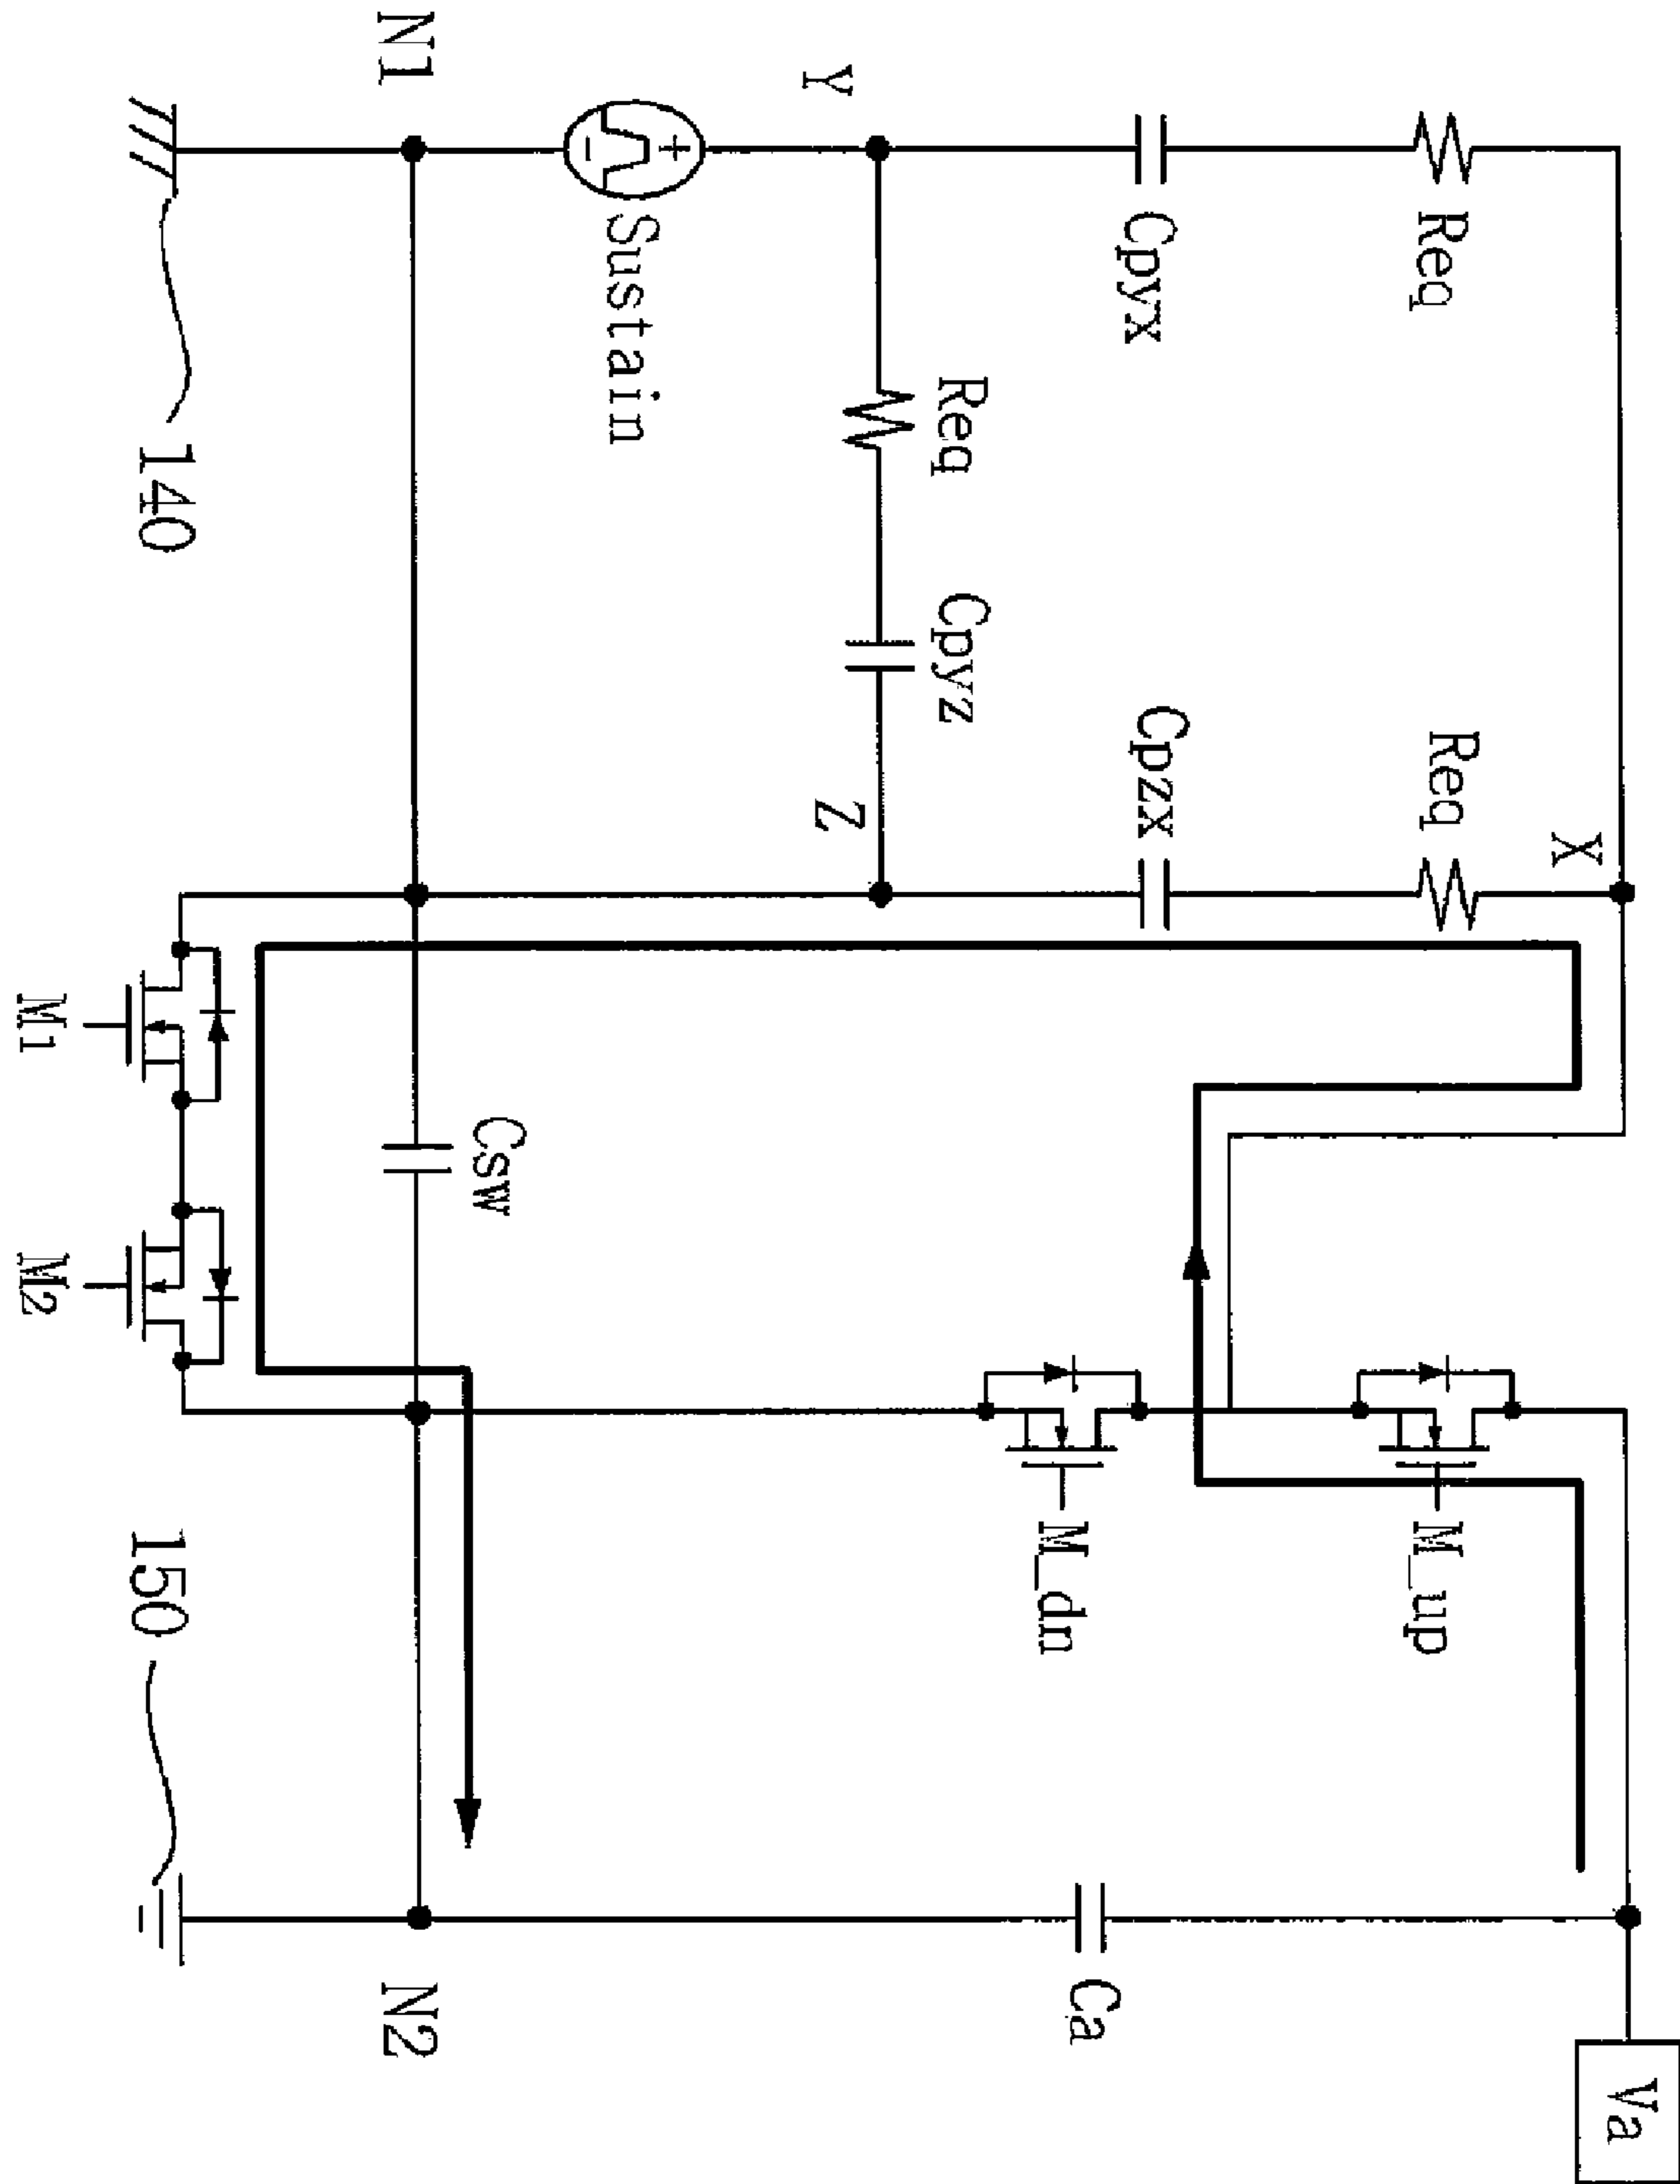 Va
X
Req
Req
M_up
Cpyx
Cpzx
Ca
M_dn
Req
Cpyz
Y
Z
+
Sustain
−
Csw
N1
N2
140
150
M1
M2